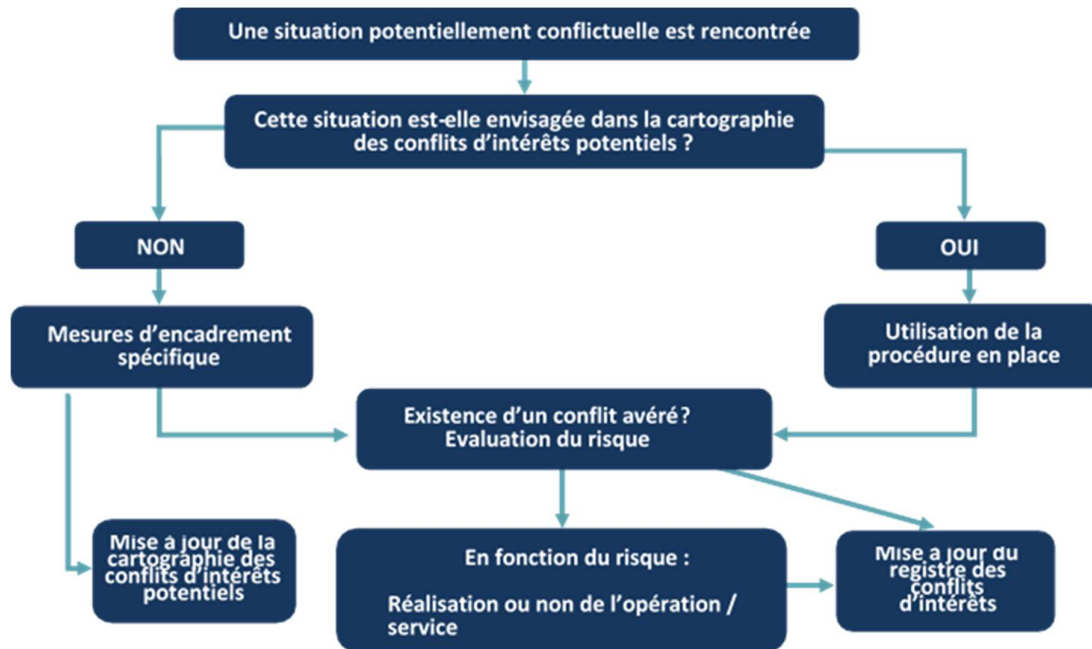 Une situation potentiellement conflictuelle est rencontrée
Cette situation est-elle envisagée dans la cartographie
des conflits d'intérêts potentiels ?
NON
OUI
Mesures d'encadrement
spécifique
Utilisation de la
procédure en place
Existence d'un conflit avéré?
Evaluation du risque
Mise à jour de la
cartographie des
conflits d'intérêts
potentiels
En fonction du risque :
Réalisation ou non de l'opération /
service
Mise à jour du
registre des
conflits
d'intérêts